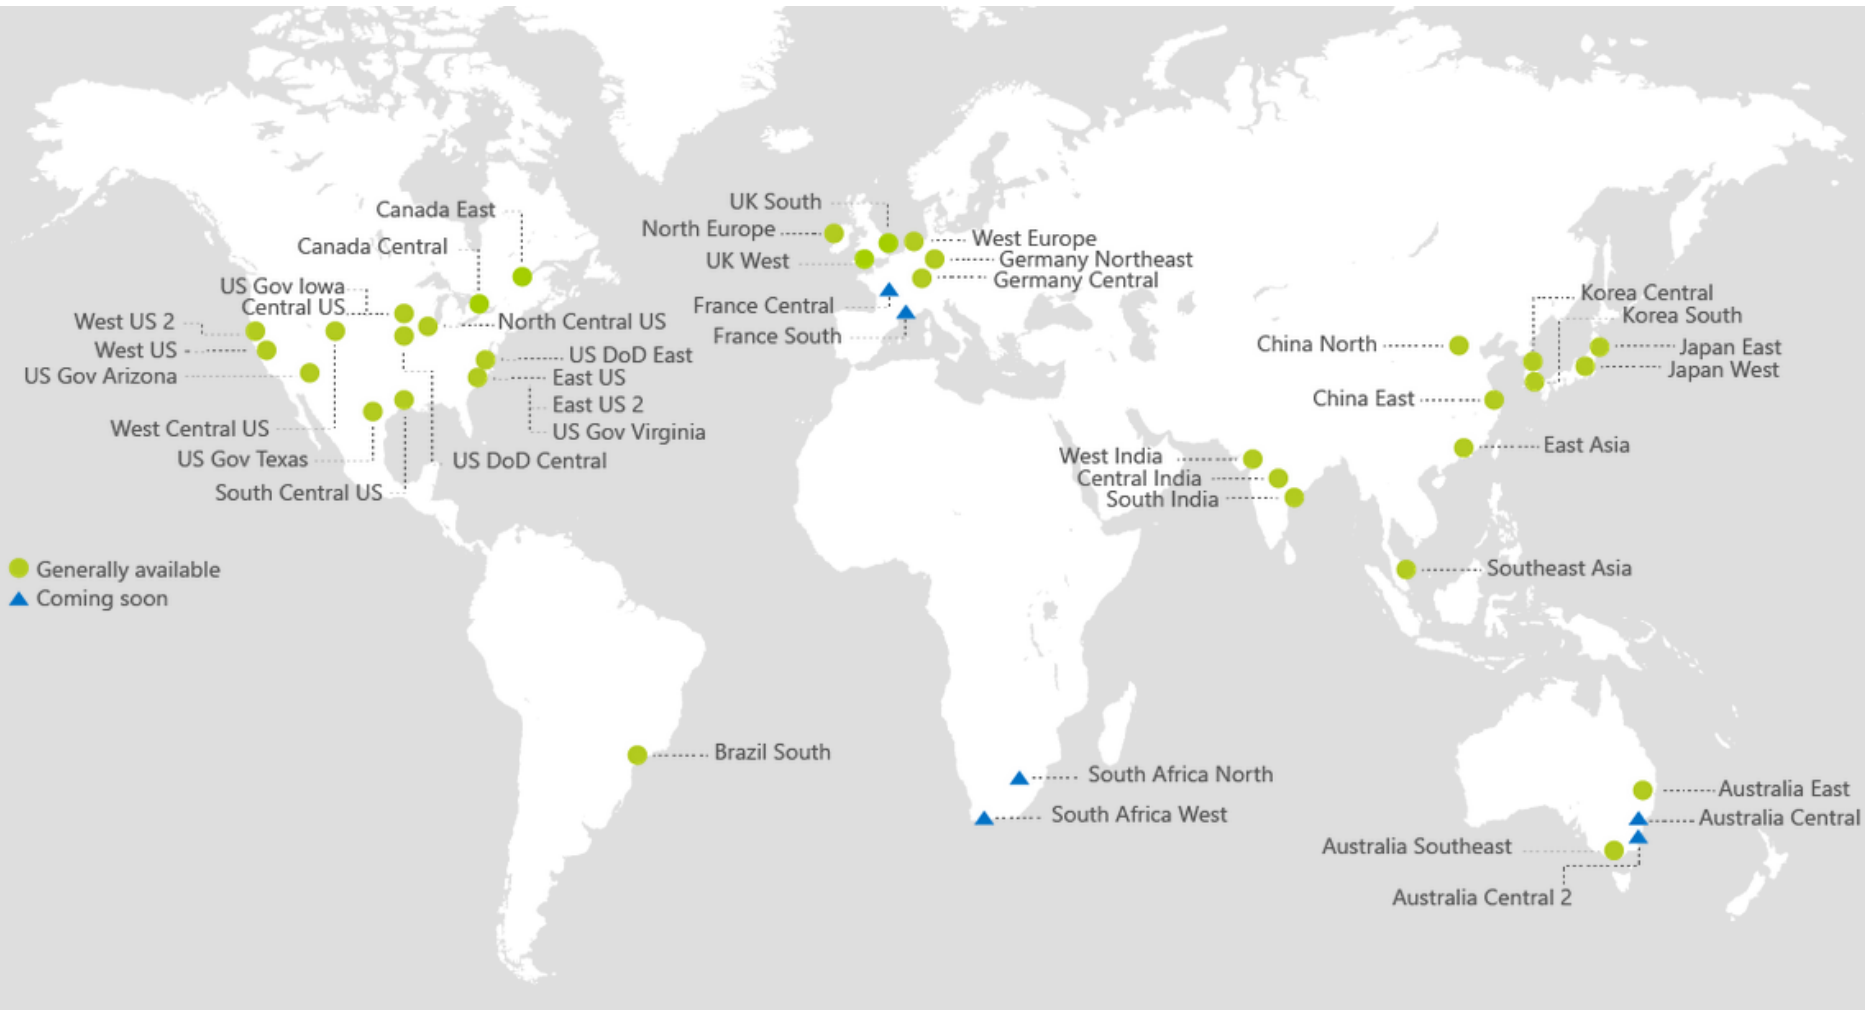 Canada East
Canada Central
US Gov Iowa
Central US
West US 2
West US
US Gov Arizona
West Central US
US Gov Texas
South Central US
North Central US
US DoD East
East US
East US 2
US Gov Virginia
US DoD Central
Generally available
Coming soon
Brazil South
UK South
North Europe
UK West
West Europe
Germany Northeast
Germany Central
France Central
France South
South Africa North
South Africa West
West India
Central India
South India
China North
China East
Korea Central
Korea South
Japan East
Japan West
East Asia
Southeast Asia
Australia East
Australia Central
Australia Southeast
Australia Central 2